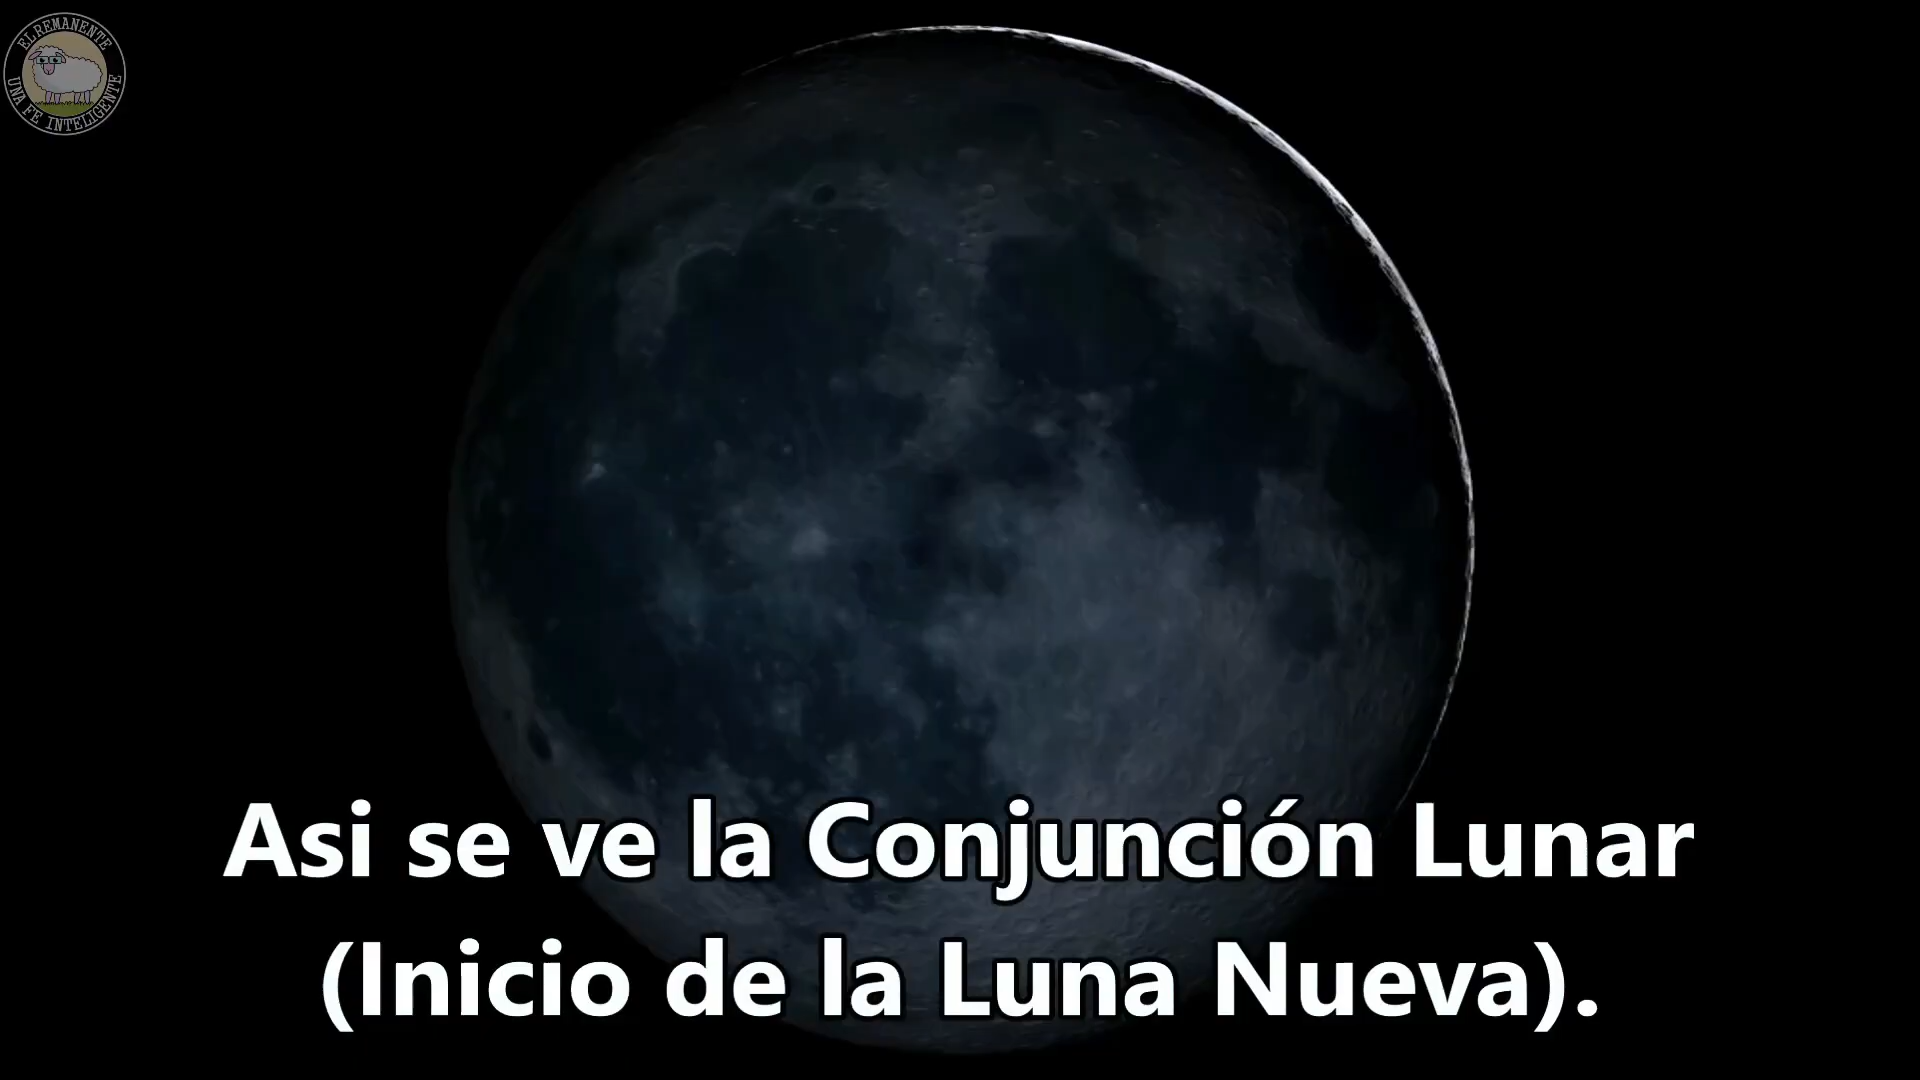 EL REMANENTE
UNA FE INTELIGENTE
Asi se ve la Conjunción Lunar
(Inicio de la Luna Nueva).